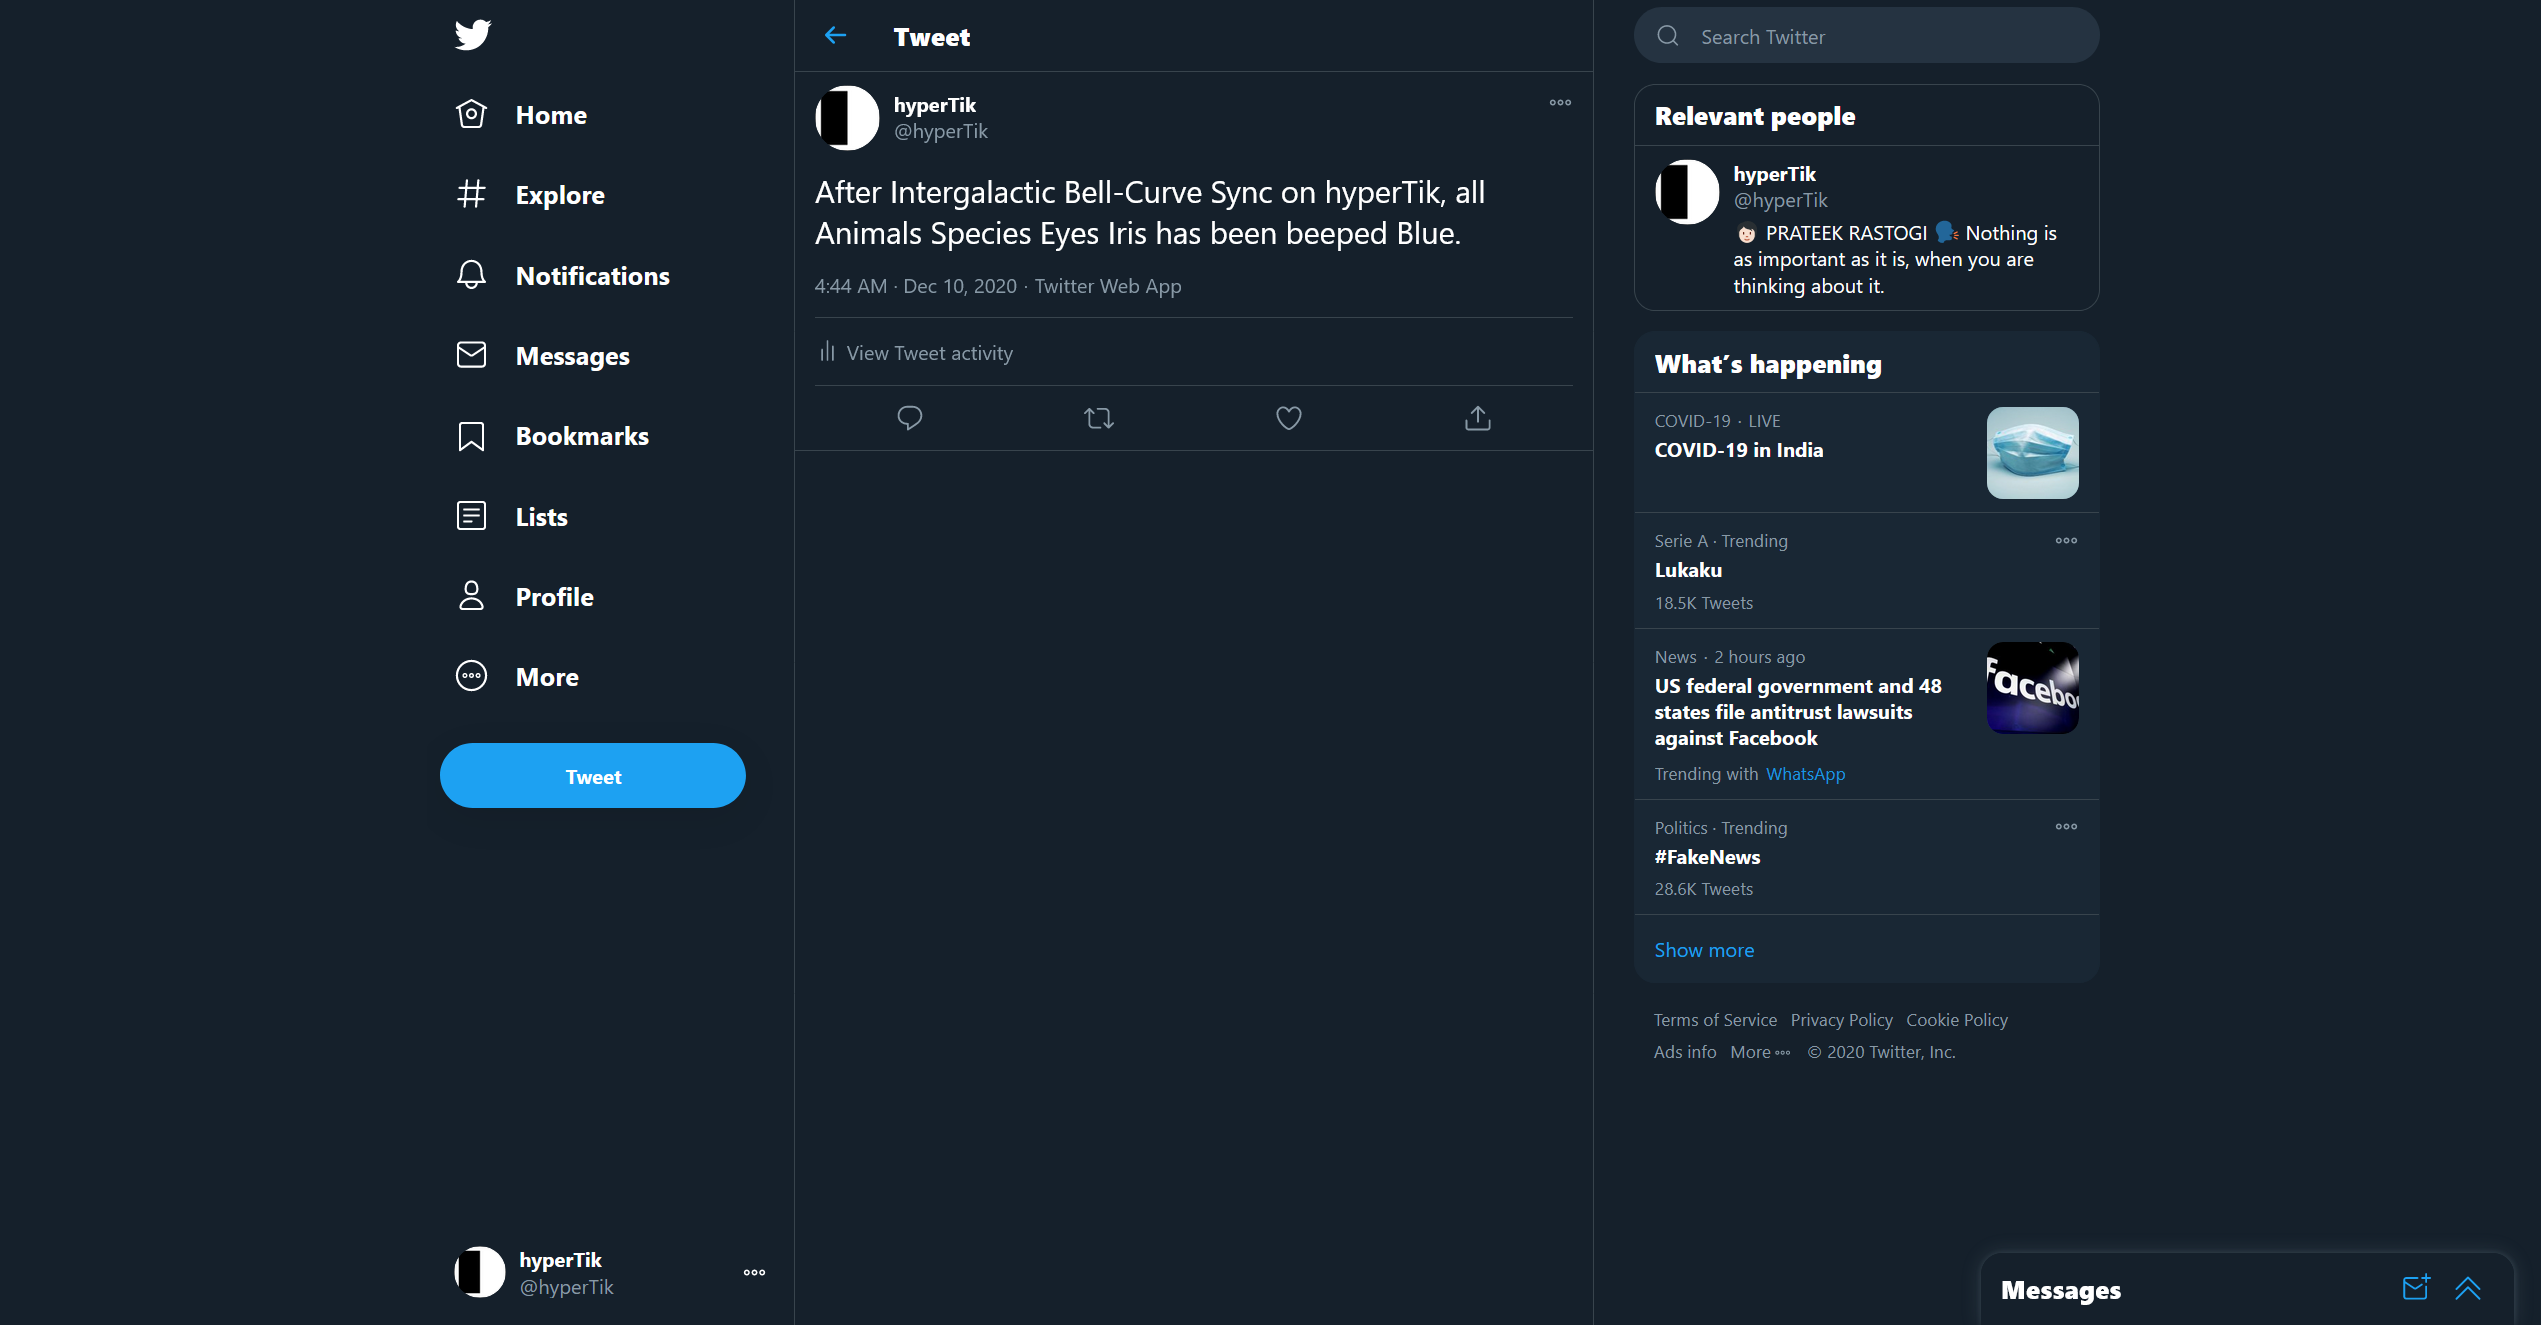 Home
Explore
Notifications
Messages
Bookmarks
Lists
Profile
More
Tweet
hyperTik
@hyperTik
Tweet
hyperTik
@hyperTik
After Intergalactic Bell-Curve Sync on hyperTik, all
Animals Species Eyes Iris has been beeped Blue.
4:44 AM · Dec 10, 2020 · Twitter Web App
View Tweet activity
Search Twitter
Relevant people
hyperTik
@hyperTik
PRATEEK RASTOGI Nothing is
as important as it is, when you are
thinking about it.
What's happening
COVID-19 · LIVE
COVID-19 in India
Serie A · Trending
Lukaku
18.5K Tweets
News · 2 hours ago
US federal government and 48
states file antitrust lawsuits
against Facebook
Facebo
Trending with WhatsApp
Politics · Trending
#FakeNews
28.6K Tweets
Show more
Terms of Service Privacy Policy Cookie Policy
Ads info More © 2020 Twitter, Inc.
Messages